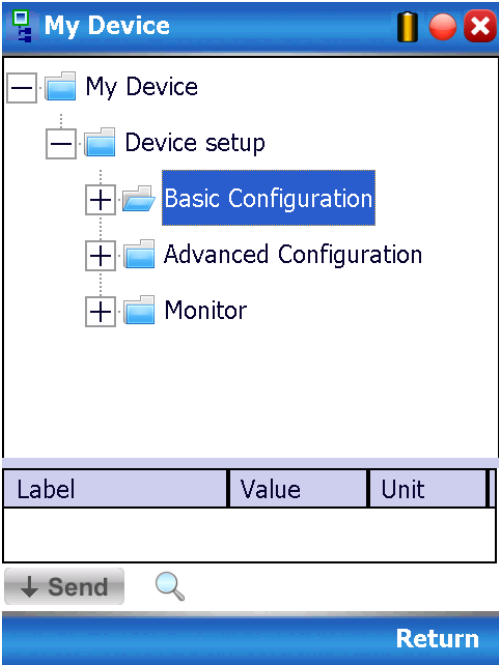 My Device
My Device
Device setup
Basic Configuration
Advanced Configuration
Monitor
Label Value Unit
Send
Return